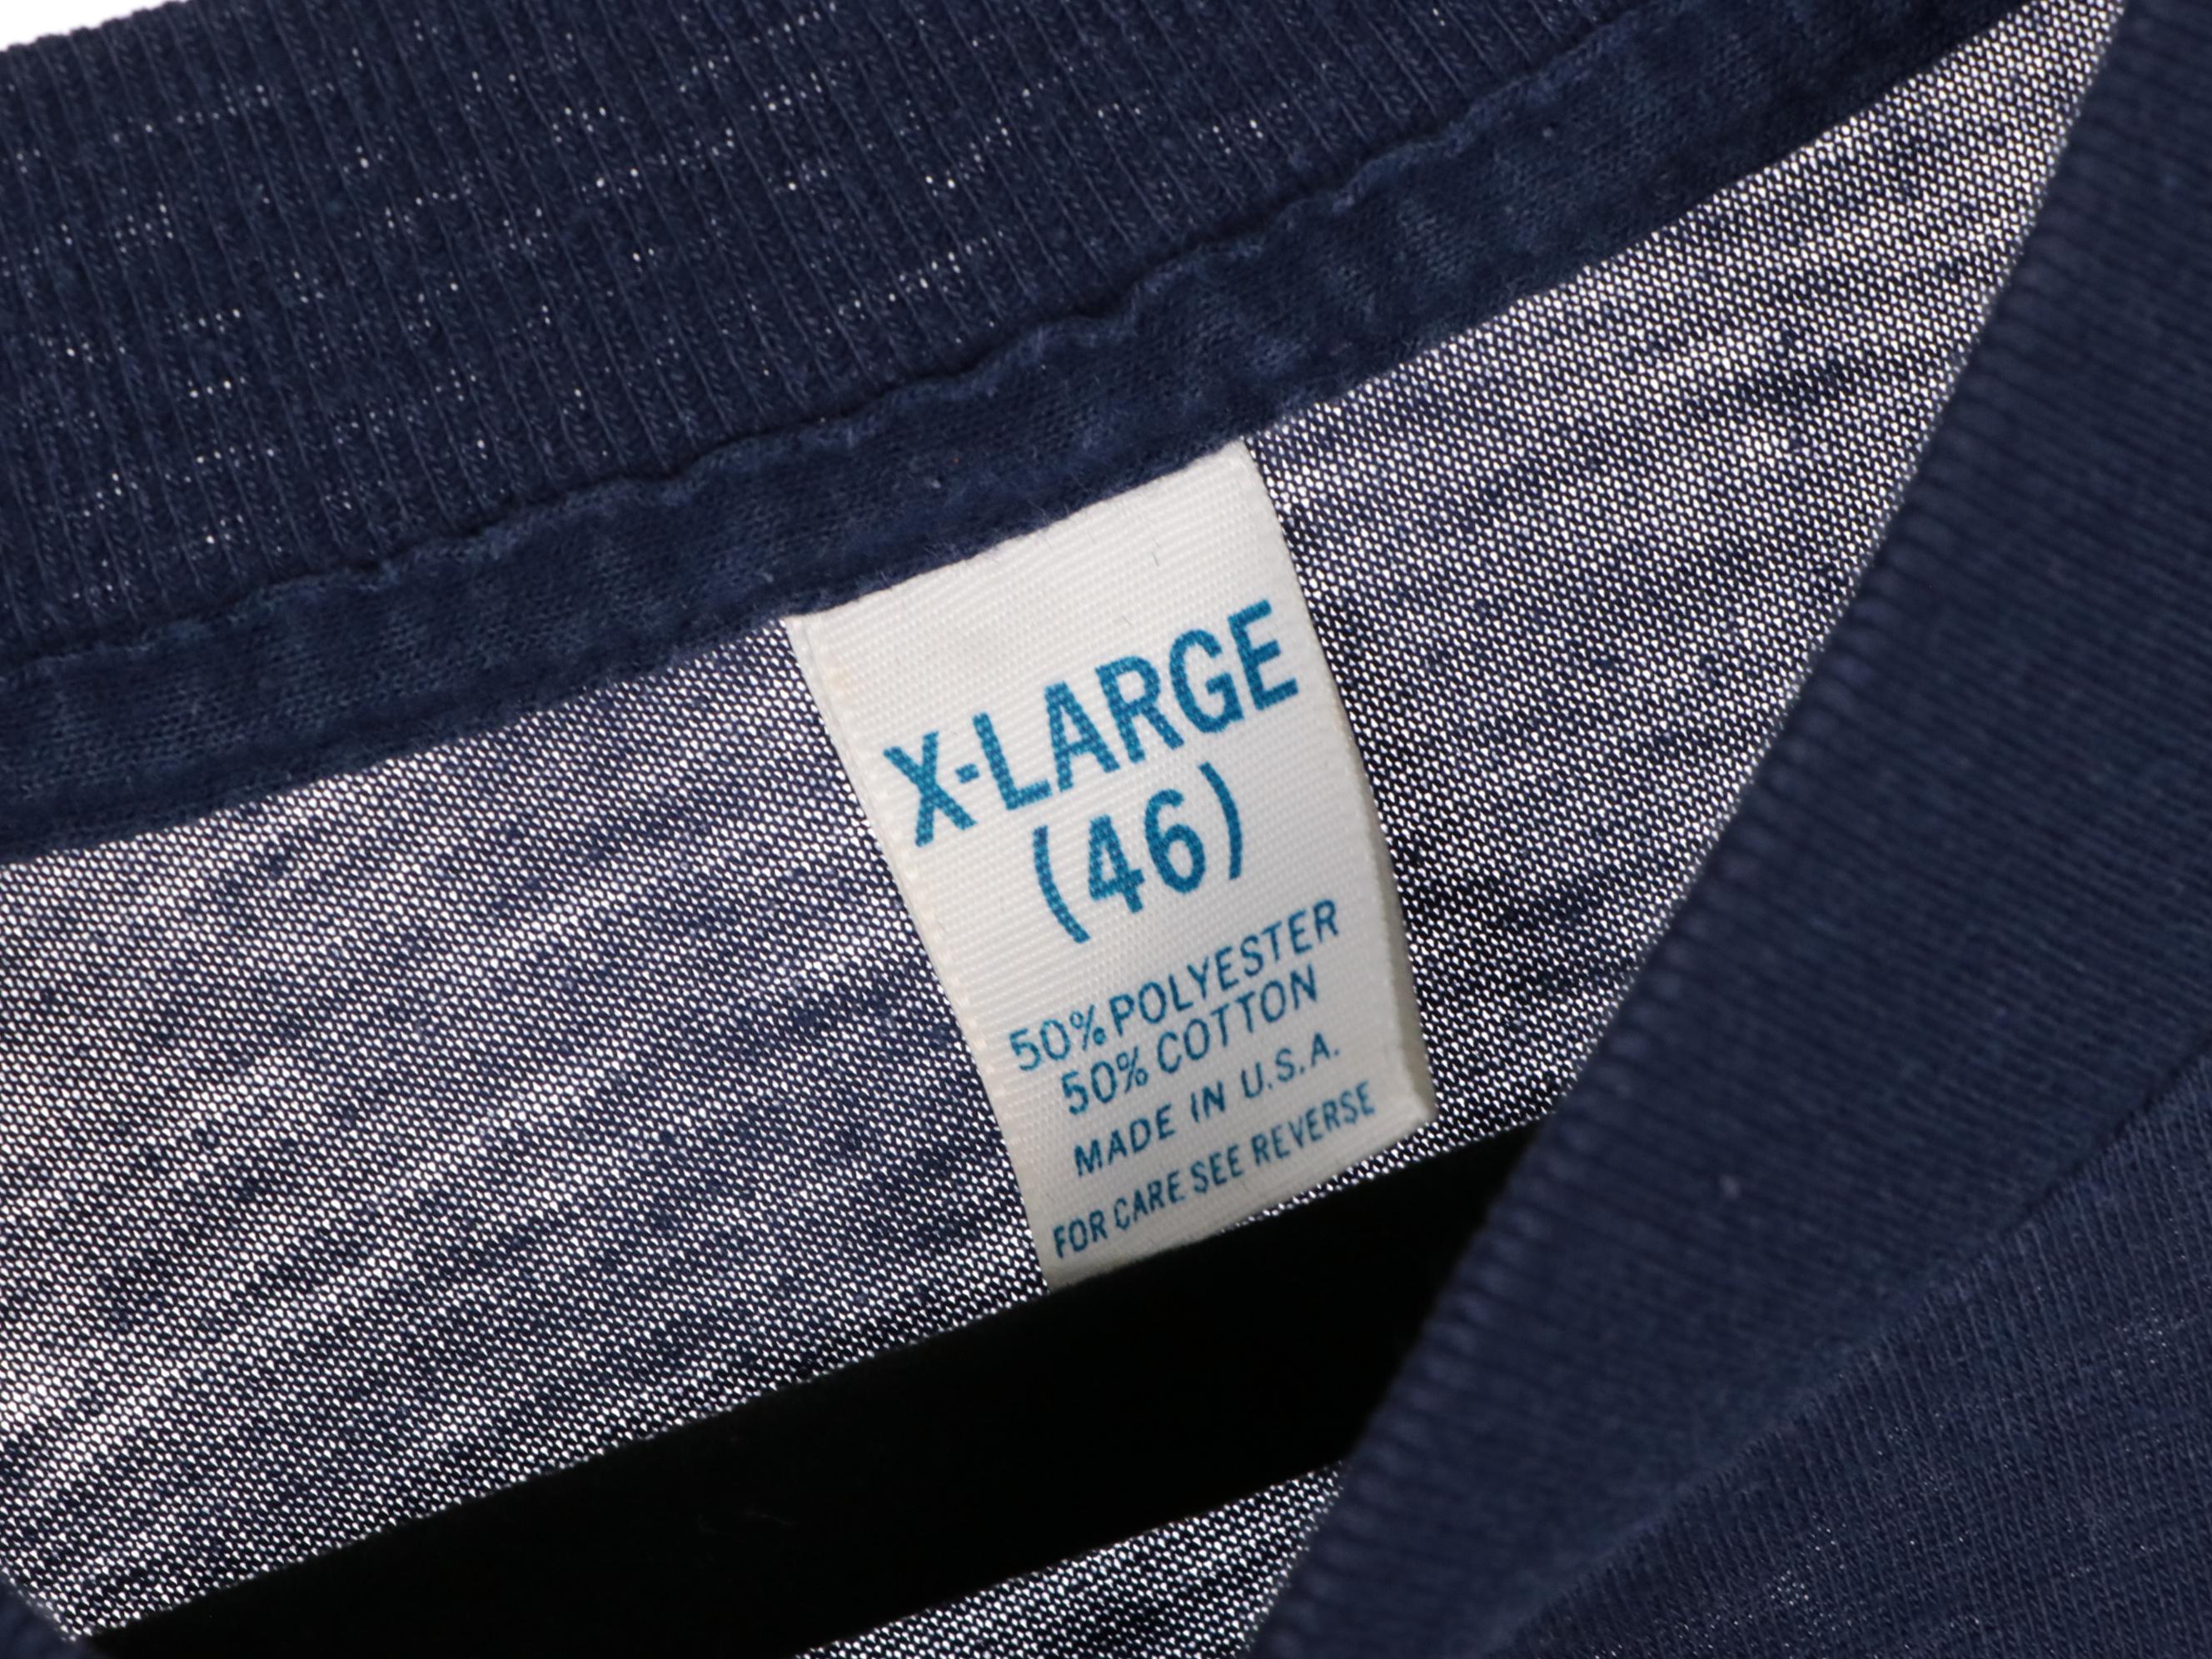 X-LARGE
(46)
50% POLYESTER
50% COTTON
MADE IN U.S.A.
FOR CARE SEE REVERSE